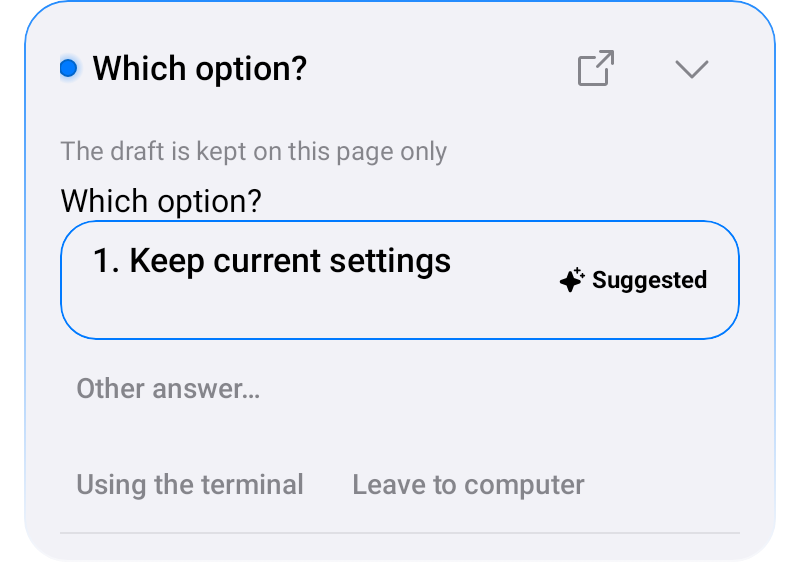 Which option?
The draft is kept on this page only
Which option?
1. Keep current settings
Suggested
Other answer...
Using the terminal
Leave to computer